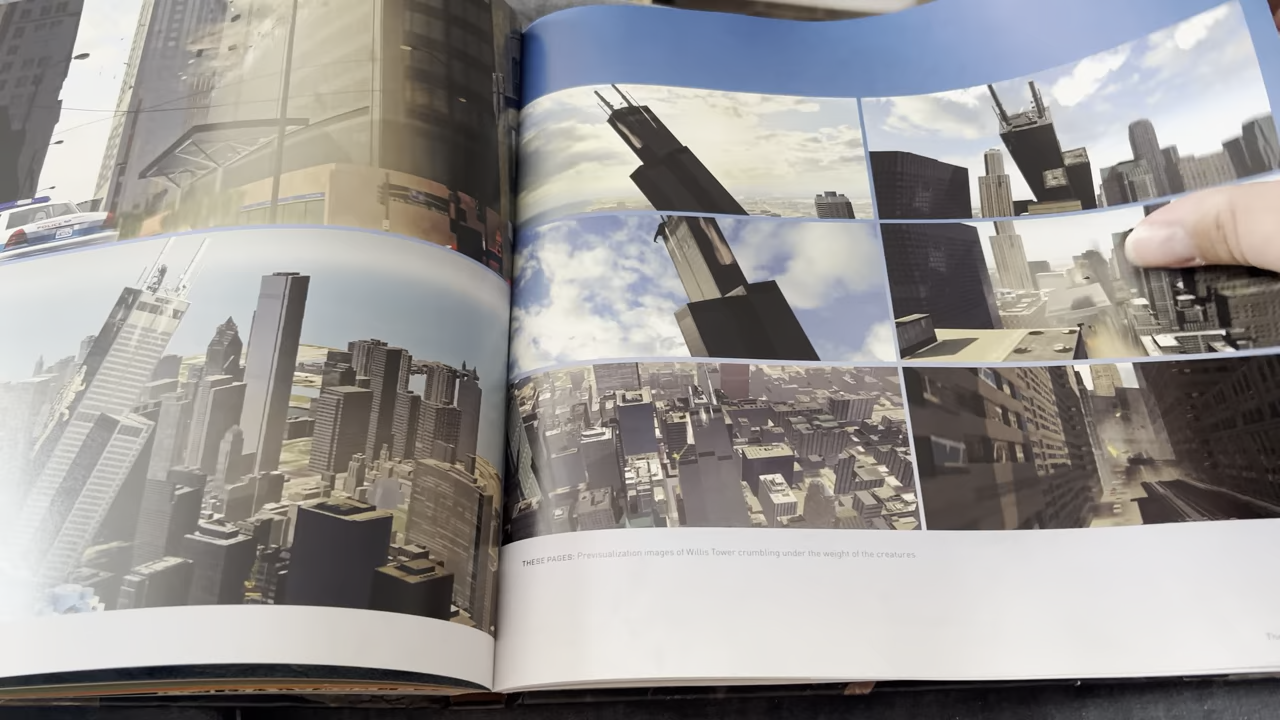 THESE PAGES: Previsualization images of Willis Tower crumbling under the weight of the creatures.